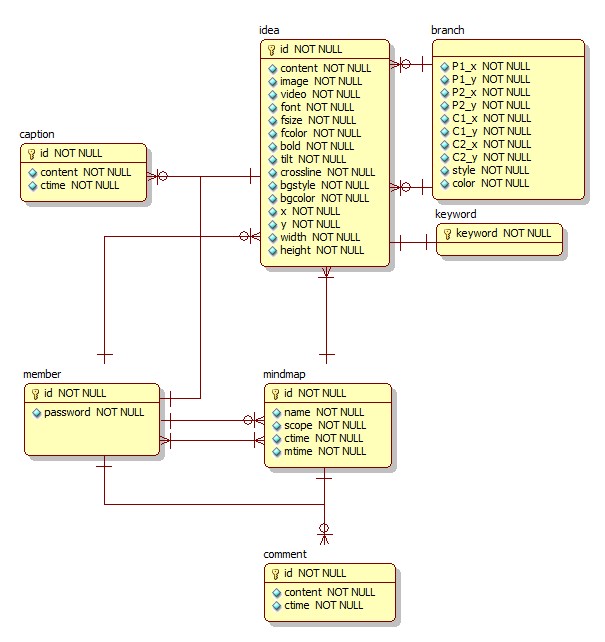 idea
id NOT NULL
content NOT NULL
image NOT NULL
video NOT NULL
font NOT NULL
fsize NOT NULL
fcolor NOT NULL
bold NOT NULL
tilt NOT NULL
crossline NOT NULL
bgstyle NOT NULL
bgcolor NOT NULL
x NOT NULL
y NOT NULL
width NOT NULL
height NOT NULL
branch
P1_x NOT NULL
P1_y NOT NULL
P2_x NOT NULL
P2_y NOT NULL
C1_x NOT NULL
C1_y NOT NULL
C2_x NOT NULL
C2_y NOT NULL
style NOT NULL
color NOT NULL
caption
id NOT NULL
content NOT NULL
ctime NOT NULL
keyword
keyword NOT NULL
member
id NOT NULL
password NOT NULL
mindmap
id NOT NULL
name NOT NULL
scope NOT NULL
ctime NOT NULL
mtime NOT NULL
comment
id NOT NULL
content NOT NULL
ctime NOT NULL